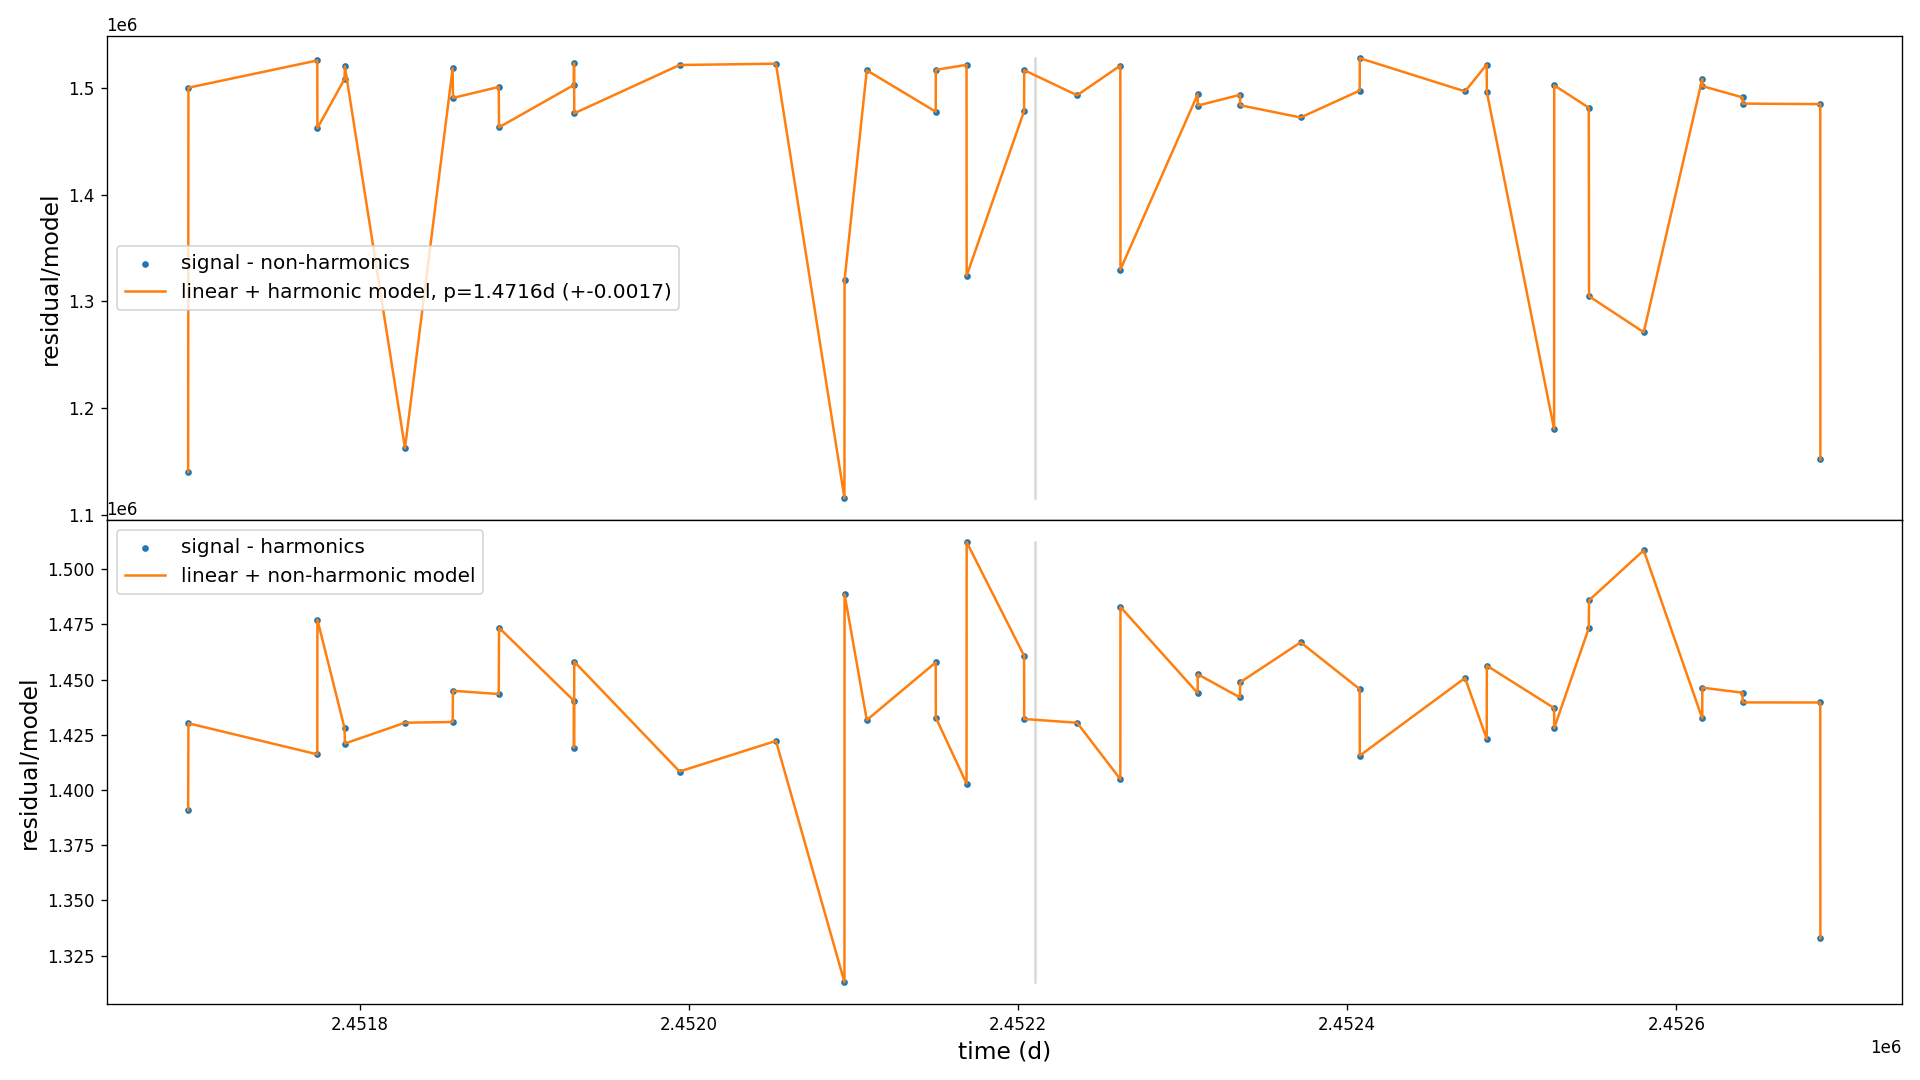 1e6
1.5
1.4
1.3
1.2
1.1
residual/model
signal - non-harmonics
linear + harmonic model, p=1.4716d (+-0.0017)
1e6
1.500
1.475
1.450
1.425
1.400
1.375
1.350
1.325
residual/model
signal - harmonics
linear + non-harmonic model
2.4518 2.4520 2.4522 2.4524 2.4526
time (d)
1e6